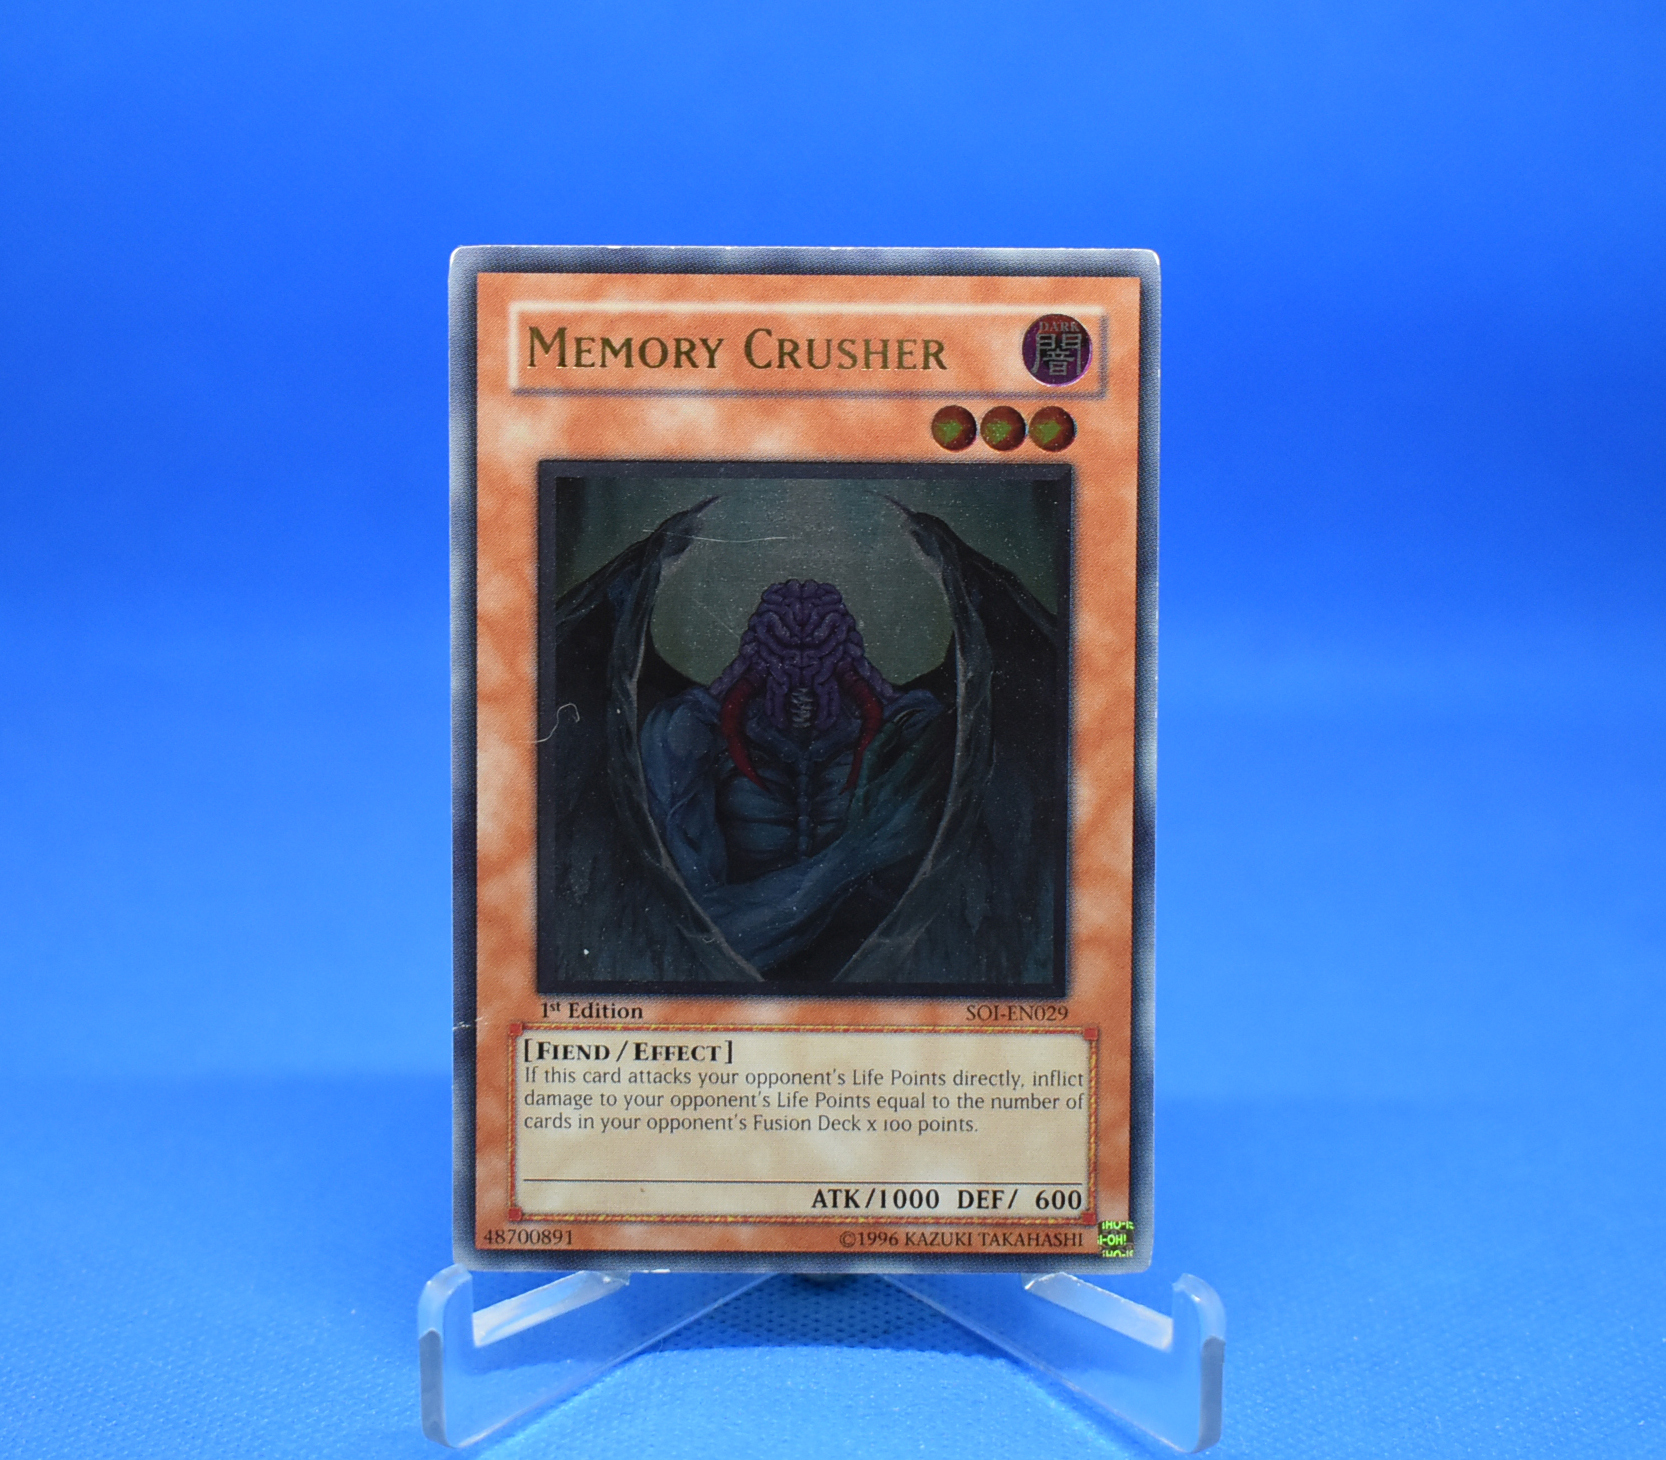 Memory Crusher
DARK
闇
1st Edition
SOI-EN029
[Fiend / Effect]
If this card attacks your opponent's Life Points directly, inflict
damage to your opponent's Life Points equal to the number of
cards in your opponent's Fusion Deck x 100 points.
ATK/1000 DEF/ 600
48700891
©1996 KAZUKI TAKAHASHI